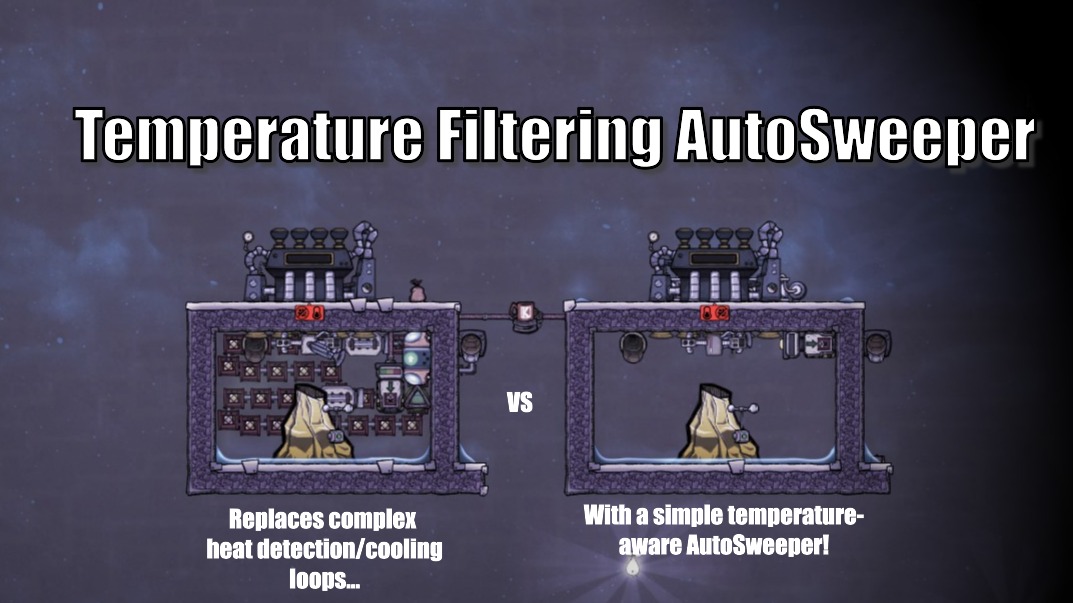 Temperature Filtering AutoSweeper
VS
Replaces complex
heat detection/cooling
loops...
With a simple temperature-
aware AutoSweeper!